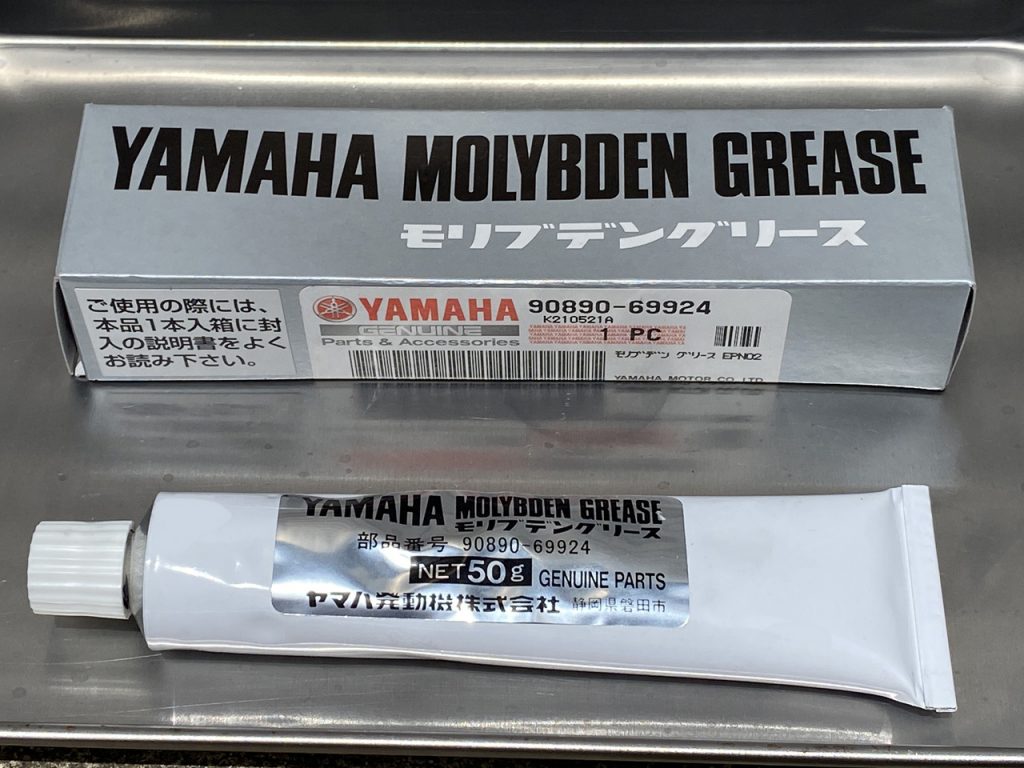 YAMAHA MOLYBDEN GREASE
モリブデングリース
ご使用の際には、
本品1本入箱に封
入の説明書をよく
お読み下さい。
YAMAHA
GENUINE
Parts & Accessories
90890-69924
K210521A
1 PC
モリブデン グリース EPNO2
YAMAHA MOTOR CO LTD
YAMAHA MOLYBDEN GREASE
モリブデングリース
部品番号 90890-69924
NET 50g GENUINE PARTS
ヤマハ発動機株式会社 静岡県磐田市